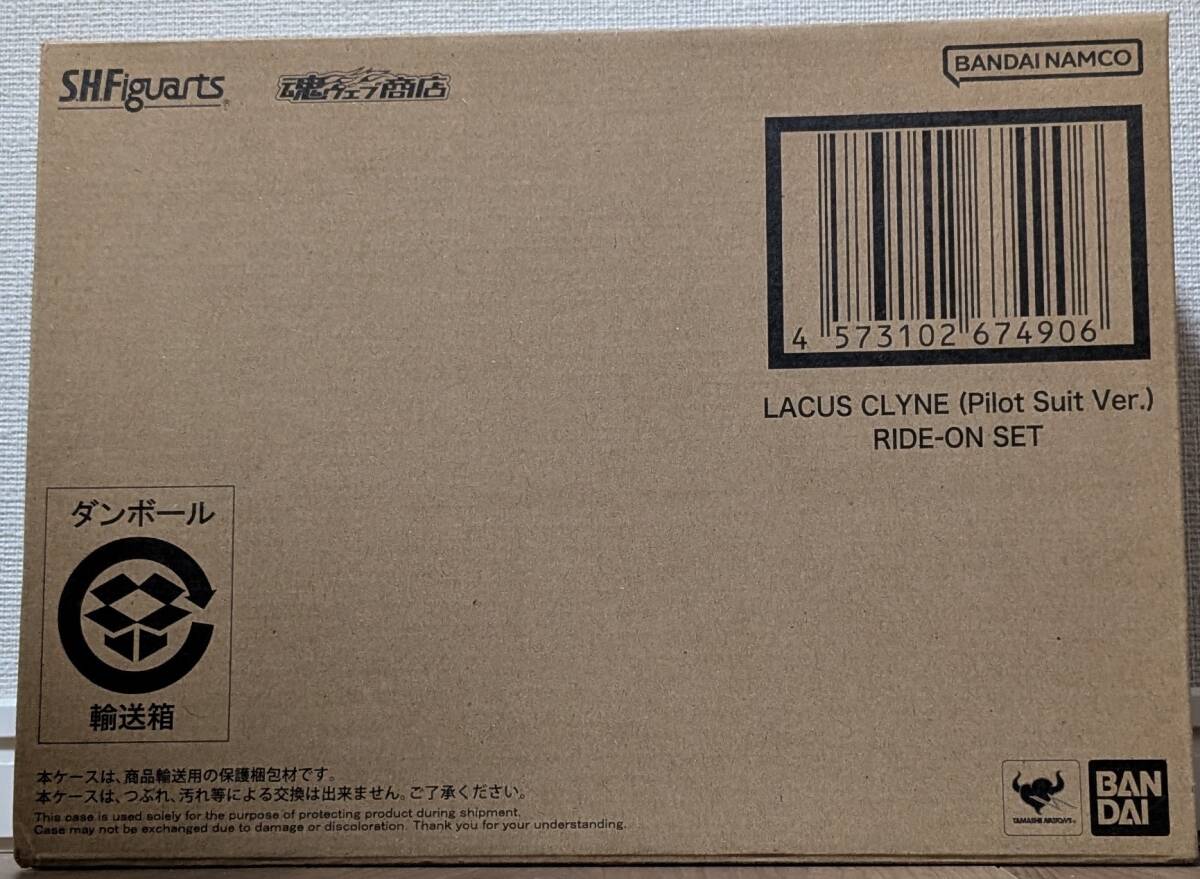 S.H.Figuarts
魂ウェブ商店
BANDAI NAMCO
4 573102 674906
LACUS CLYNE (Pilot Suit Ver.)
RIDE-ON SET
ダンボール
輸送箱
本ケースは、商品輸送用の保護梱包材です。
本ケースは、つぶれ、汚れ等による交換は出来ません。ご了承ください。
This case is used solely for the purpose of protecting product during shipment.
Case may not be exchanged due to damage or discoloration. Thank you for your understanding.
TAMASHII NATIONS
BAN
DAI